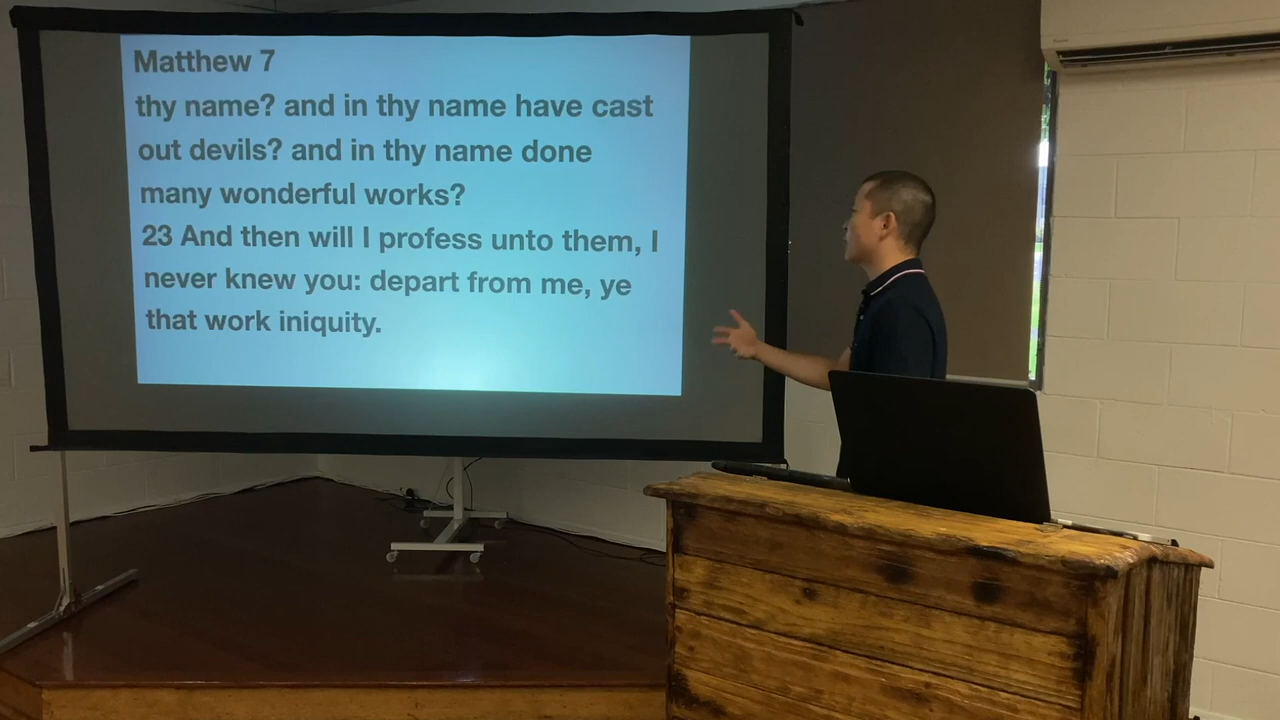 Matthew 7
thy name? and in thy name have cast
out devils? and in thy name done
many wonderful works?
23 And then will I profess unto them, I
never knew you: depart from me, ye
that work iniquity.